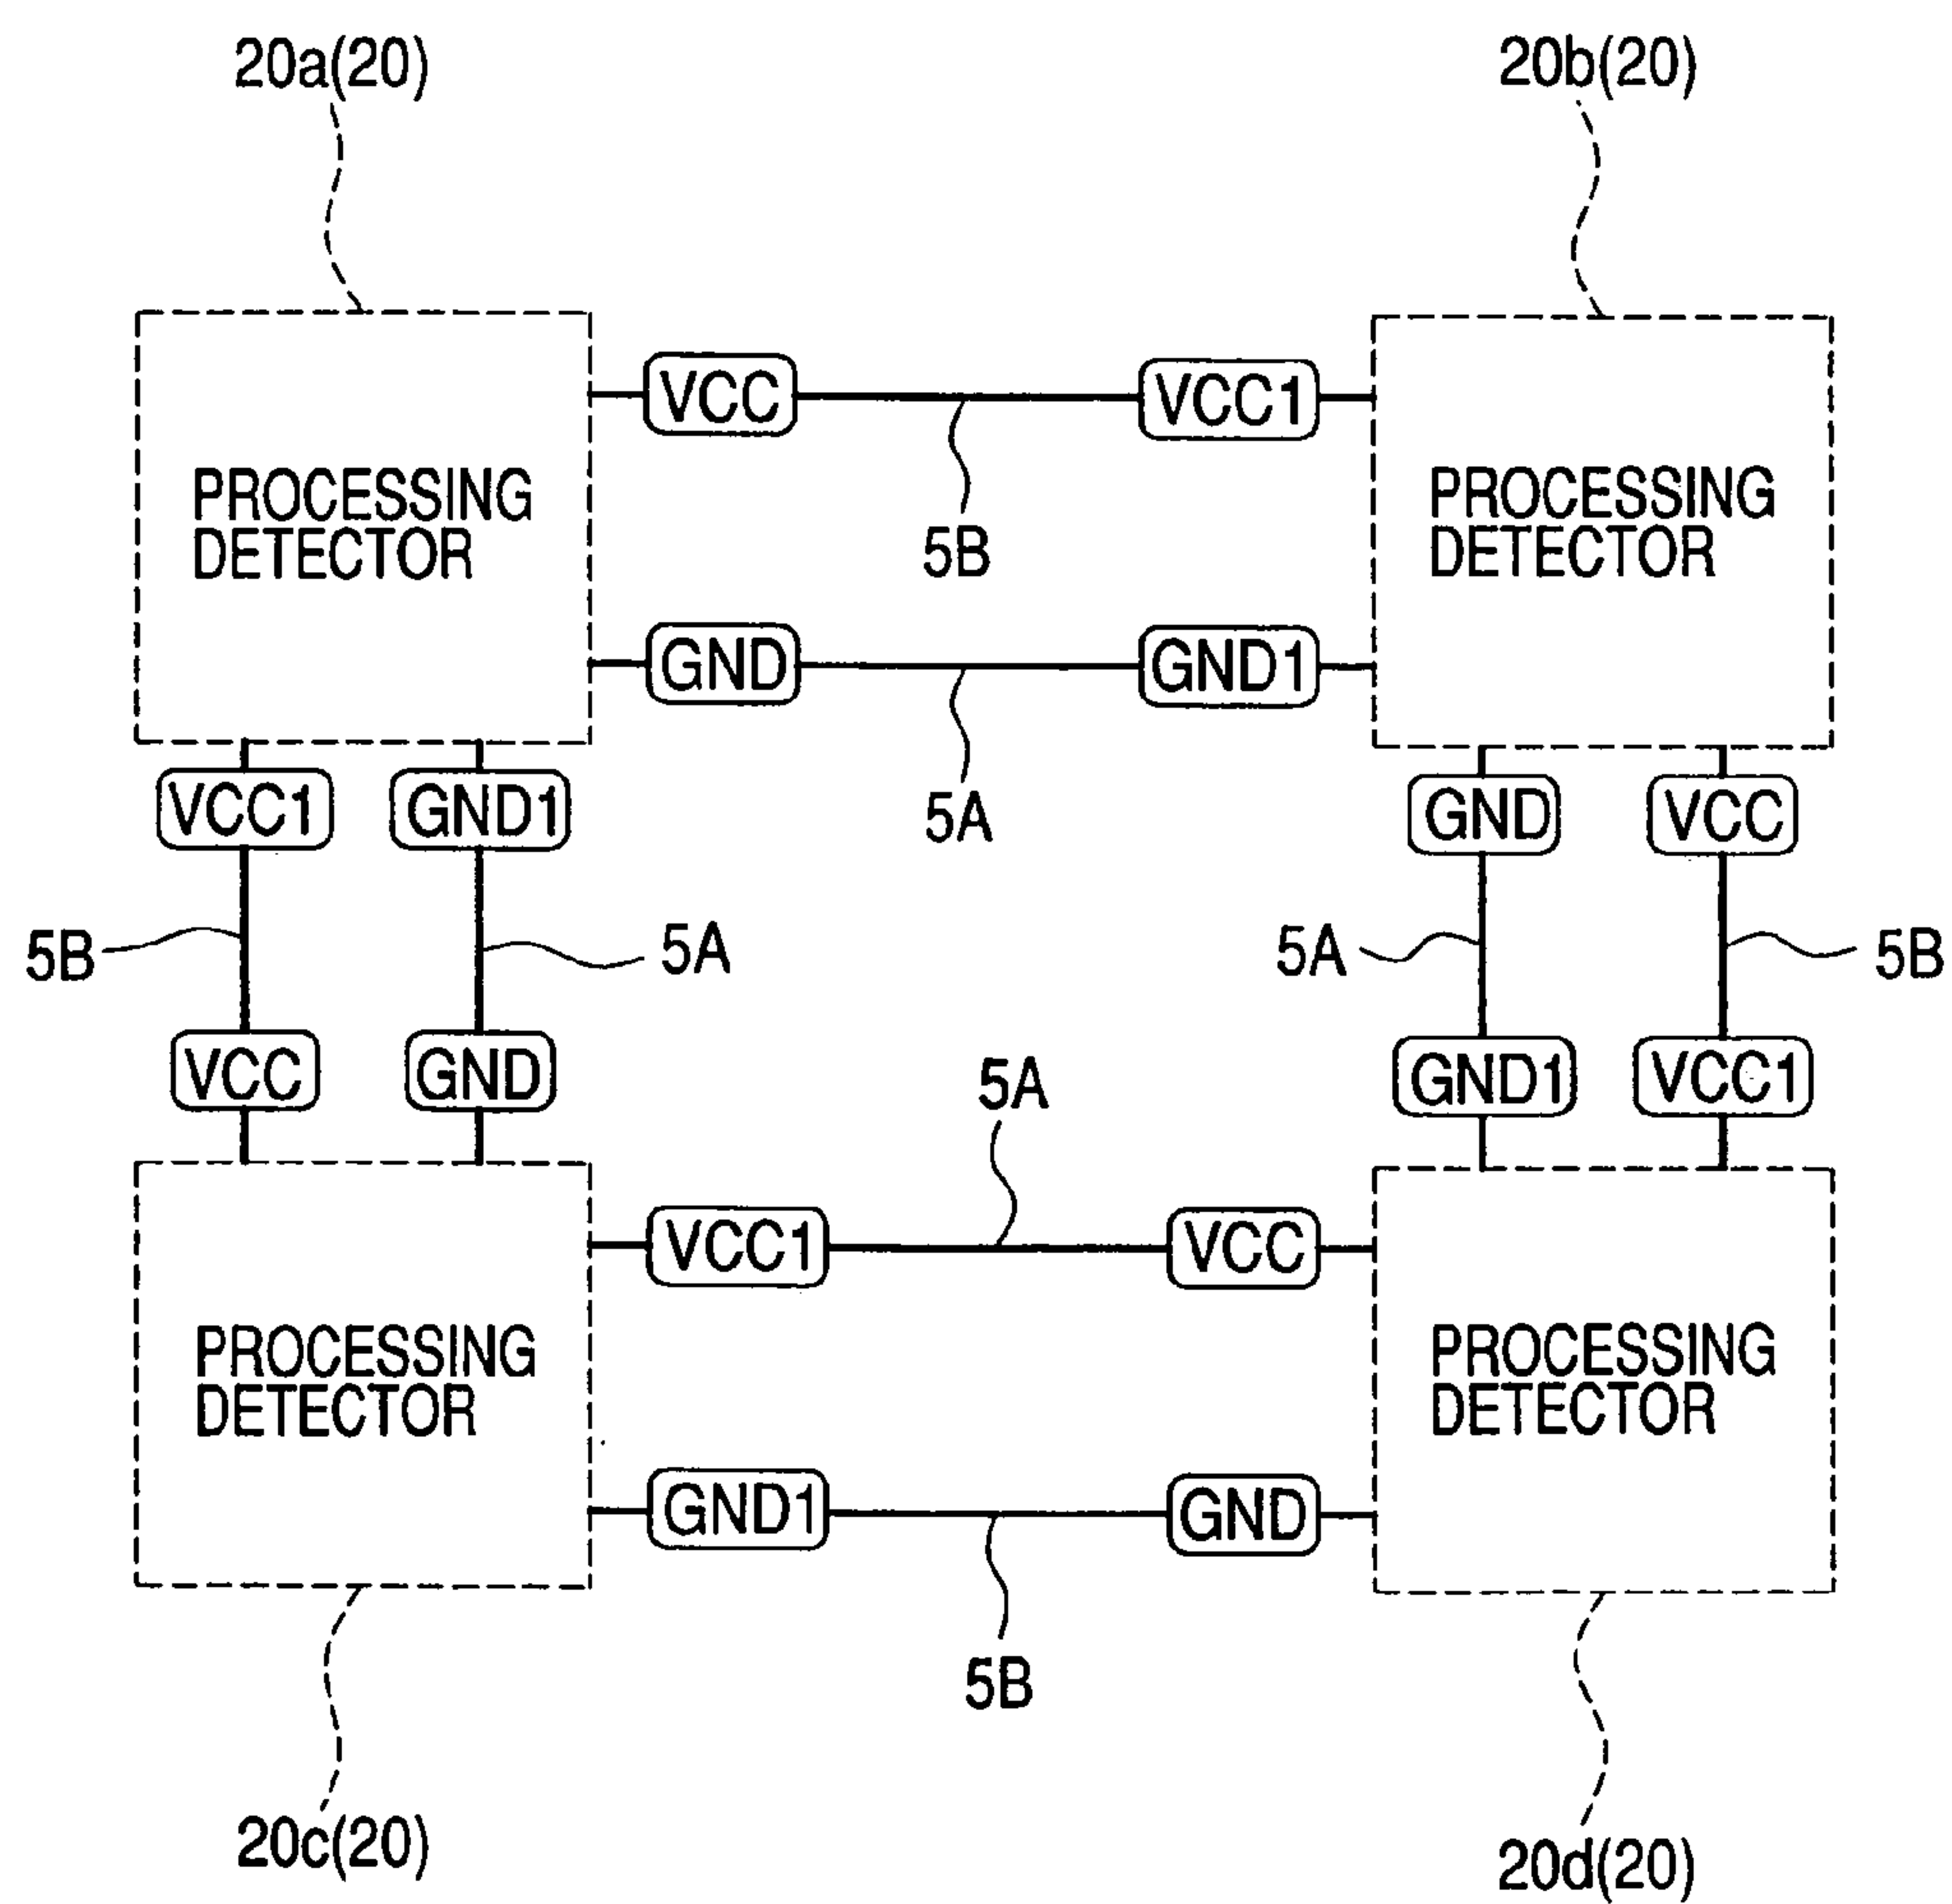 20a(20)
20b(20)
VCC
VCC1
PROCESSING
DETECTOR
5B
PROCESSING
DETECTOR
GND
GND1
5A
VCC1
GND1
GND
VCC
5B
5A
5A
5B
VCC
GND
5A
GND1
VCC1
VCC1
VCC
PROCESSING
DETECTOR
PROCESSING
DETECTOR
GND1
GND
5B
20c(20)
20d(20)